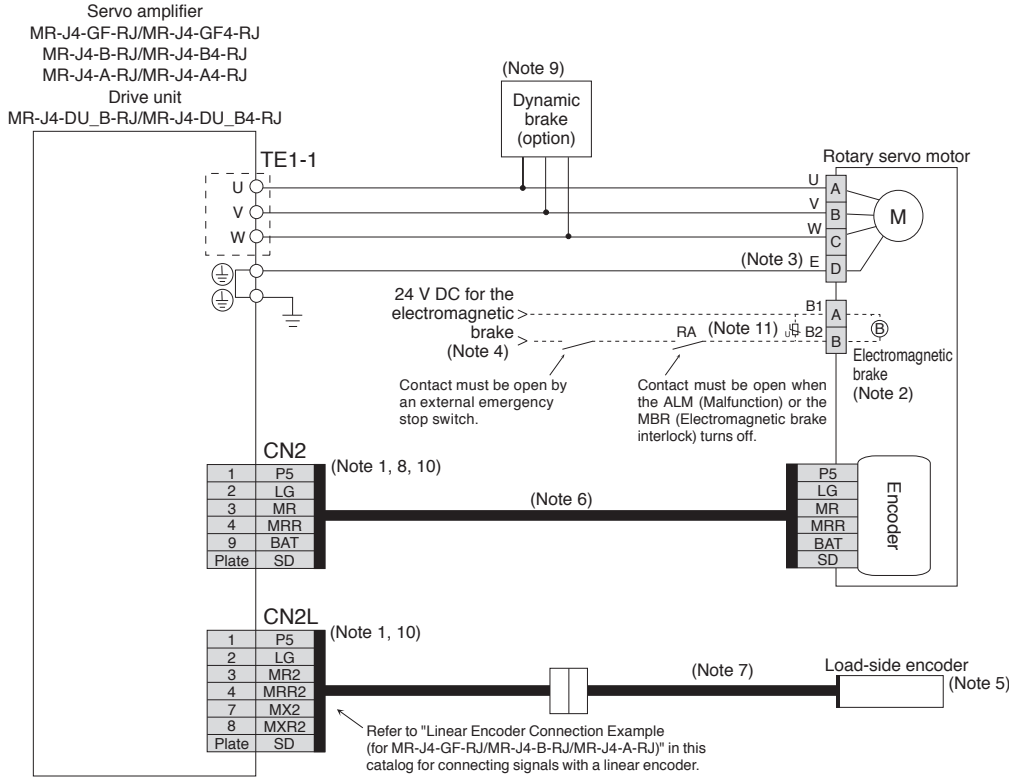 Servo amplifier
MR-J4-GF-RJ/MR-J4-GF4-RJ
MR-J4-B-RJ/MR-J4-B4-RJ
MR-J4-A-RJ/MR-J4-A4-RJ
Drive unit
MR-J4-DU_B-RJ/MR-J4-DU_B4-RJ
(Note 9)
Dynamic
brake
(option)
TE1-1
Rotary servo motor
U
U
A
V
V
B
M
W
W
C
(Note 3)
E
D
24 V DC for the
electromagnetic
brake
(Note 4)
B1
A
RA
(Note 11)
U
B2
B
B
Electromagnetic
brake
(Note 2)
Contact must be open by
an external emergency
stop switch.
Contact must be open when
the ALM (Malfunction) or the
MBR (Electromagnetic brake
interlock) turns off.
CN2
(Note 1, 8, 10)
1 P5
2 LG
3 MR
4 MRR
9 BAT
Plate SD
(Note 6)
P5
LG
MR
MRR
BAT
SD
Encoder
CN2L
(Note 1, 10)
1 P5
2 LG
3 MR2
4 MRR2
7 MX2
8 MXR2
Plate SD
(Note 7)
Load-side encoder
(Note 5)
Refer to "Linear Encoder Connection Example
(for MR-J4-GF-RJ/MR-J4-B-RJ/MR-J4-A-RJ)" in this
catalog for connecting signals with a linear encoder.